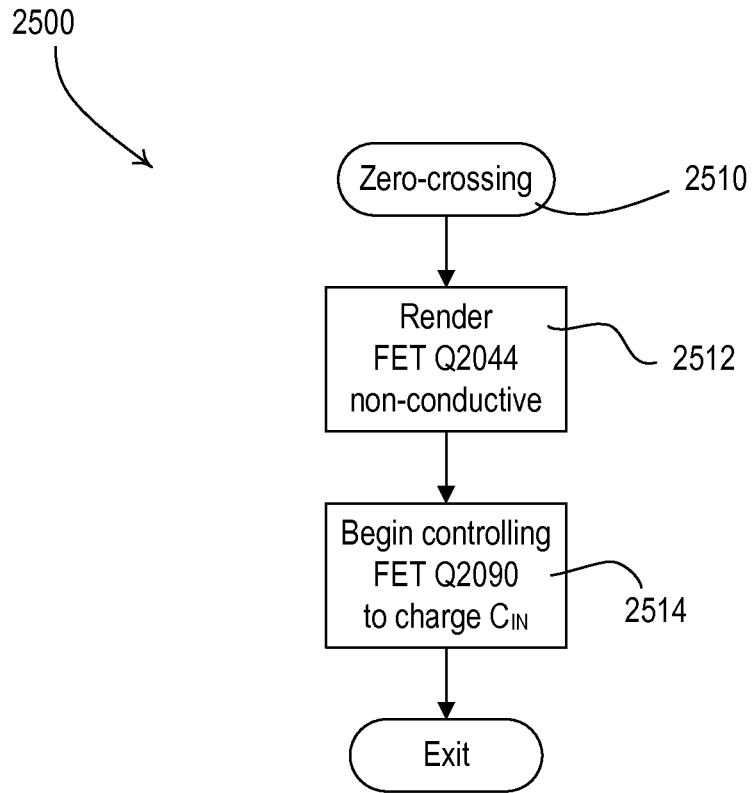 2500
Zero-crossing
2510
Render
FET Q2044
non-conductive
2512
Begin controlling
FET Q2090
to charge CIN
2514
Exit